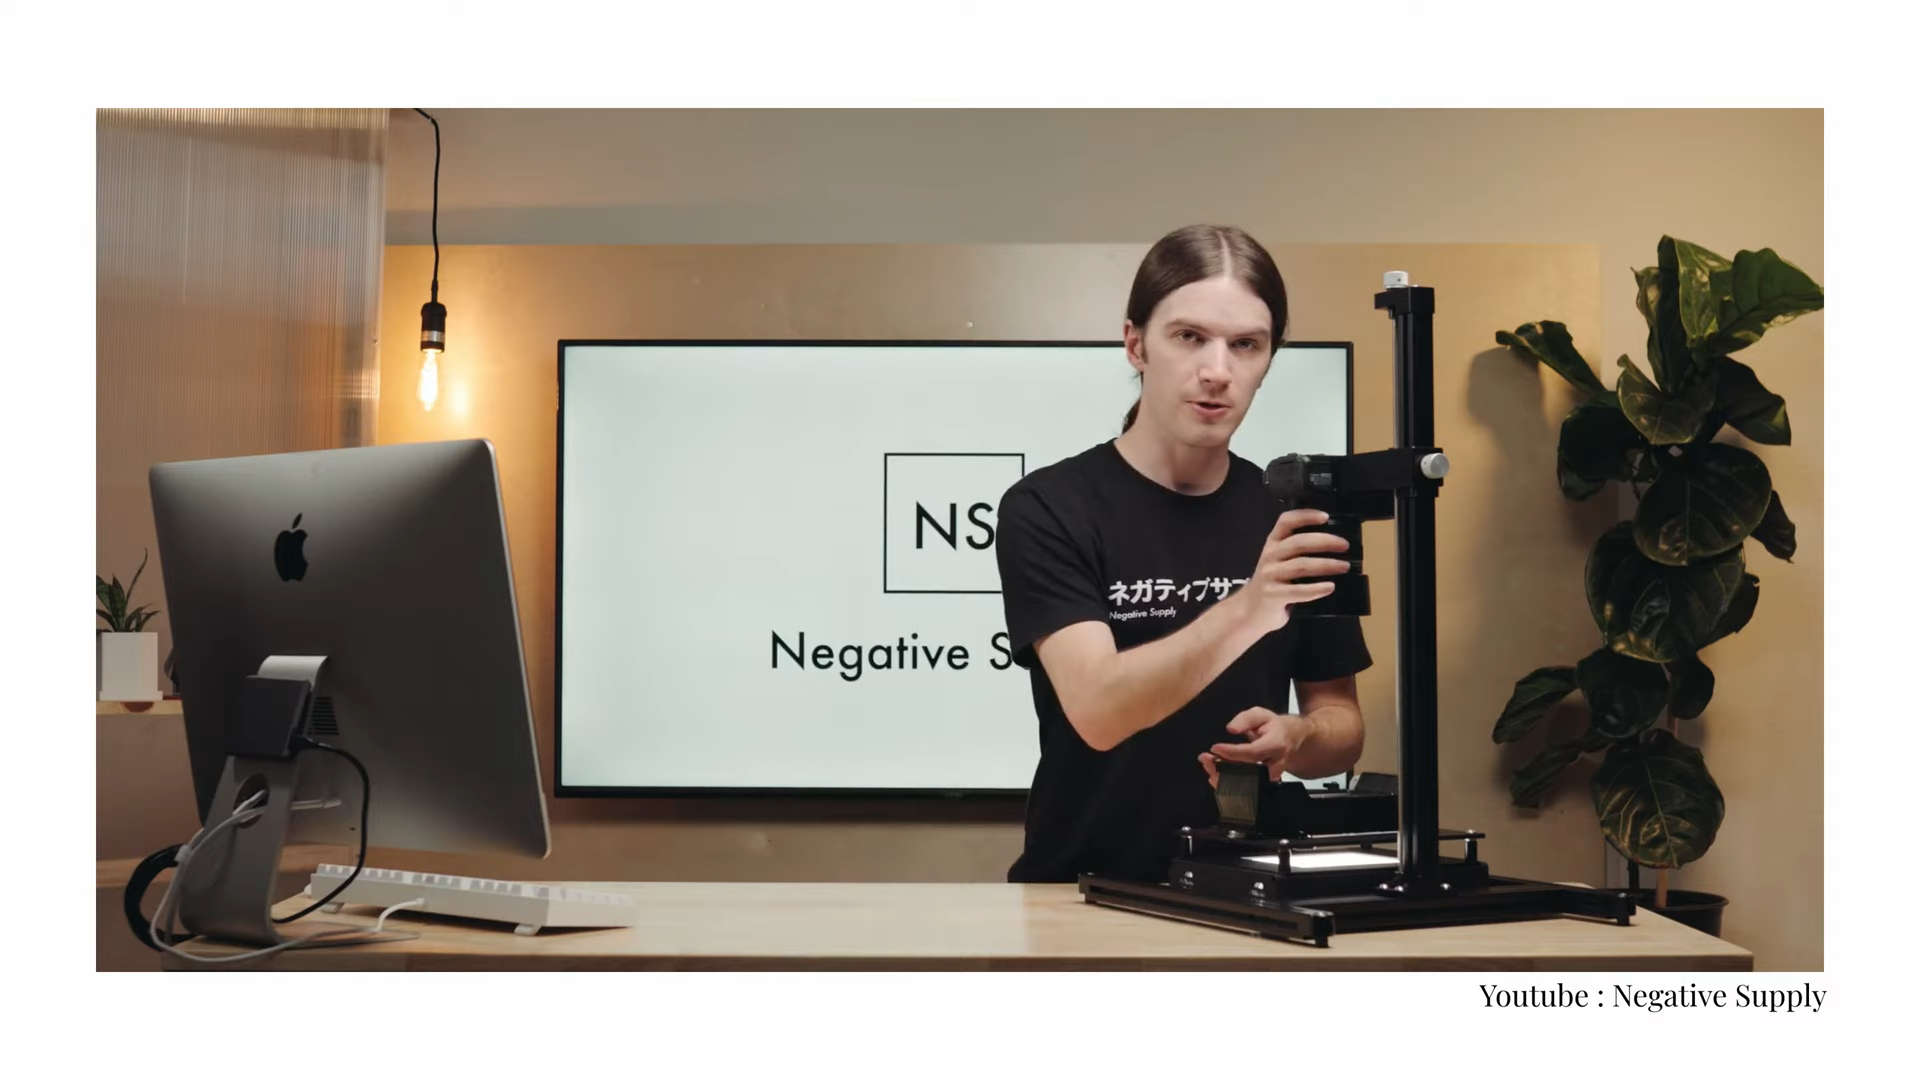 NS
Negative S
ネガティブサプ
Negative Supply
Youtube : Negative Supply